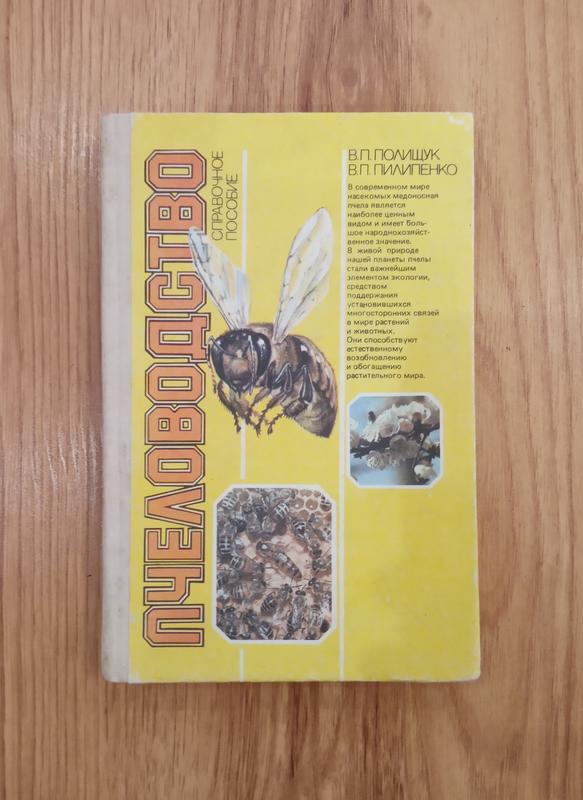 ПЧЕЛОВОДСТВО
СПРАВОЧНОЕ
ПОСОБИЕ
В.П. ПОЛИЩУК
В.П. ПИЛИПЕНКО
В современном мире
насекомых медоносная
пчела является
наиболее ценным
видом и имеет боль-
шое народнохозяйст-
венное значение.
В живой природе
нашей планеты пчелы
стали важнейшим
элементом экологии,
средством
поддержания
установившихся
многосторонних связей
в мире растений
и животных.
Они способствуют
естественному
возобновлению
и обогащению
растительного мира.